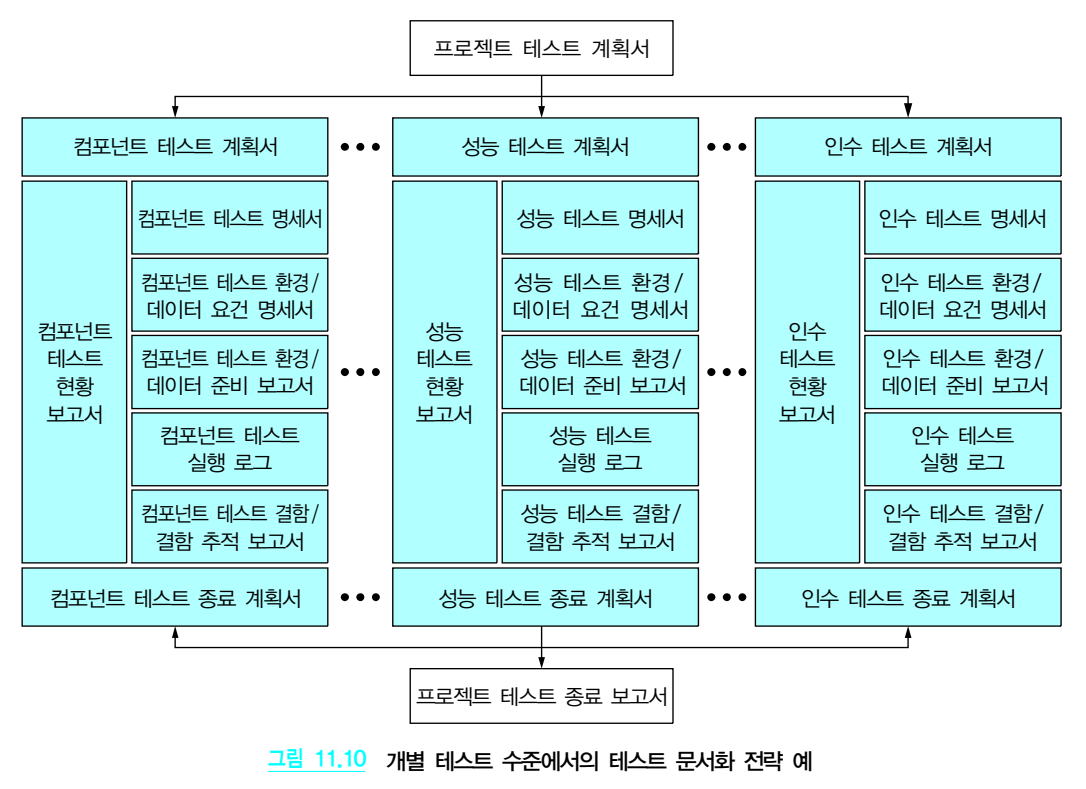 프로젝트 테스트 계획서
컴포넌트 테스트 계획서 ••• 성능 테스트 계획서 ••• 인수 테스트 계획서
컴포넌트
테스트
현황
보고서
컴포넌트 테스트 명세서
컴포넌트 테스트 환경/
데이터 요건 명세서
컴포넌트 테스트 환경/
데이터 준비 보고서
컴포넌트 테스트
실행 로그
컴포넌트 테스트 결함/
결함 추적 보고서
•••
성능
테스트
현황
보고서
성능 테스트 명세서
성능 테스트 환경/
데이터 요건 명세서
성능 테스트 환경/
데이터 준비 보고서
성능 테스트
실행 로그
성능 테스트 결함/
결함 추적 보고서
•••
인수
테스트
현황
보고서
인수 테스트 명세서
인수 테스트 환경/
데이터 요건 명세서
인수 테스트 환경/
데이터 준비 보고서
인수 테스트
실행 로그
인수 테스트 결함/
결함 추적 보고서
컴포넌트 테스트 종료 계획서 ••• 성능 테스트 종료 계획서 ••• 인수 테스트 종료 계획서
프로젝트 테스트 종료 보고서
그림 11.10 개별 테스트 수준에서의 테스트 문서화 전략 예